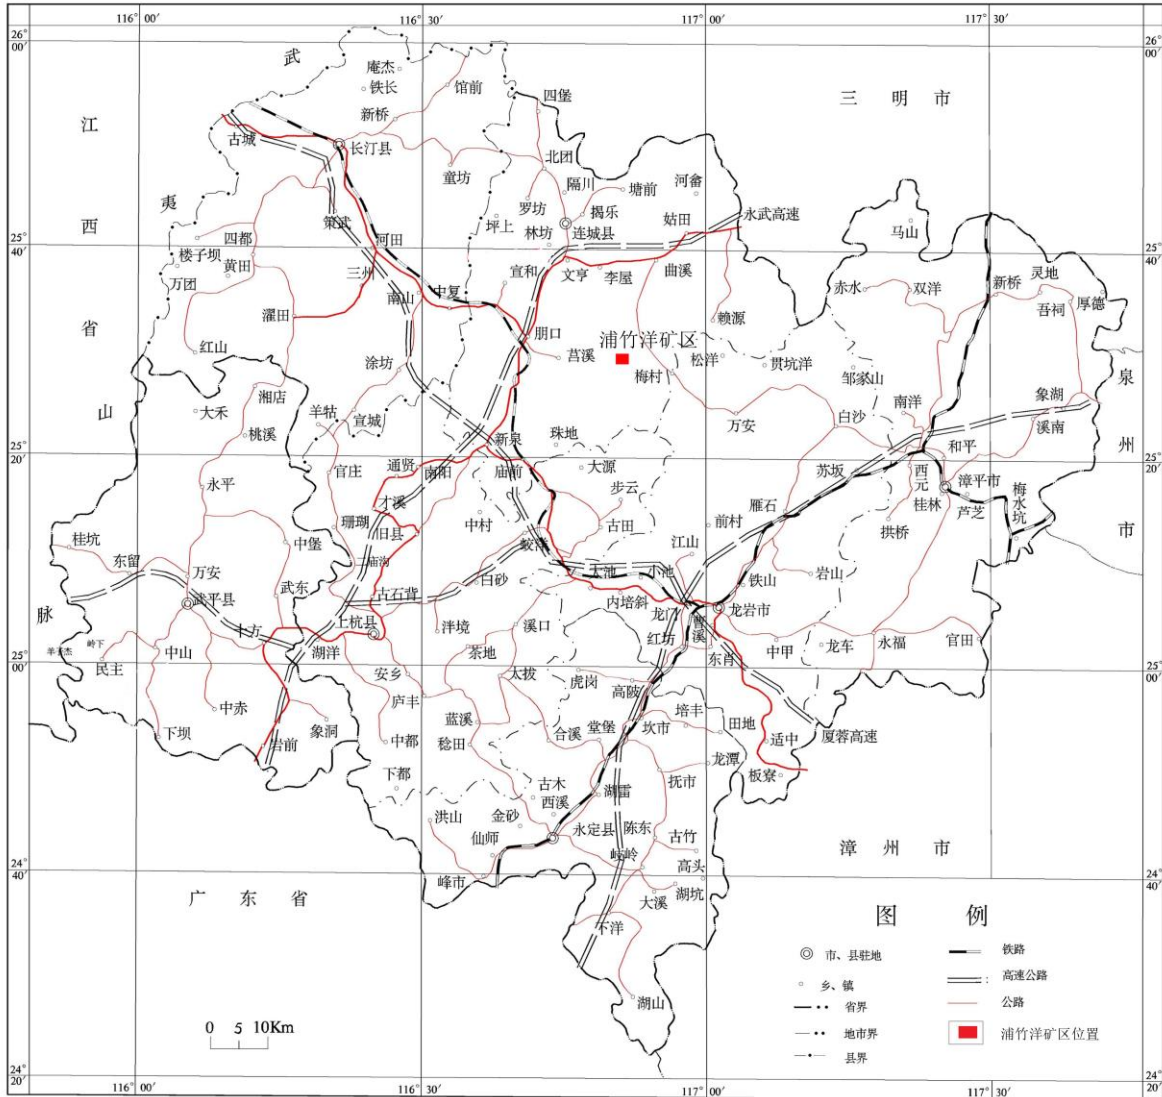 116° 00′
116° 30′
117° 00′
117° 30′
26°
00′
26°
00′
武
庵杰
铁长
馆前
四堡
三 明 市
新桥
江
古城
长汀县
北团
童坊
隔川
塘前
河畲
夷
罗坊
揭乐
姑田
永武高速
西
策武
坪上
连城县
马山
25°
40′
四都
河田
林坊
25°
40′
楼子坝
黄田
三州
宣和
文亨
李屋
曲溪
万团
南山
中复
赤水
双洋
新桥
灵地
厚德
省
濯田
赖源
吾祠
朋口
浦竹洋矿区
红山
涂坊
莒溪
松洋
贯坑洋
梅村
邹家山
泉
湘店
象湖
山
大禾
羊牯
宣城
万安
白沙
南洋
溪南
州
桃溪
新泉
珠地
和平
25°
20′
官庄
通贤
南阳
庙前
大源
苏坂
西元
漳平市
25°
20′
永平
才溪
步云
雁石
桂林
芦芝
梅水坑
市
珊瑚
旧县
中村
古田
前村
拱桥
桂坑
中堡
二庙沟
蛟洋
江山
东留
万安
白砂
大池
小池
铁山
岩山
武平县
武东
古石背
内培斜
龙门
龙岩市
脉
十方
上杭县
泮境
溪口
红坊
曹溪
岭下
湖洋
茶地
东肖
中甲
龙车
永福
官田
25°
00′
民主
中山
安乡
太拔
虎岗
高陂
25°
00′
中赤
庐丰
培丰
下坝
象洞
蓝溪
合溪
堂堡
坎市
田地
厦蓉高速
岩前
中都
稔田
适中
龙潭
下都
古木
抚市
板寮
湖雷
洪山
金砂
西溪
仙师
永定县
陈东
古竹
漳 州 市
岐岭
24°
40′
峰市
高头
24°
40′
广 东 省
大溪
湖坑
下洋
图 例
市、县驻地
铁路
乡、镇
高速公路
湖山
省界
公路
0 5 10Km
地市界
浦竹洋矿区位置
县界
24°
20′
24°
20′
116° 00′
116° 30′
117° 00′
117° 30′